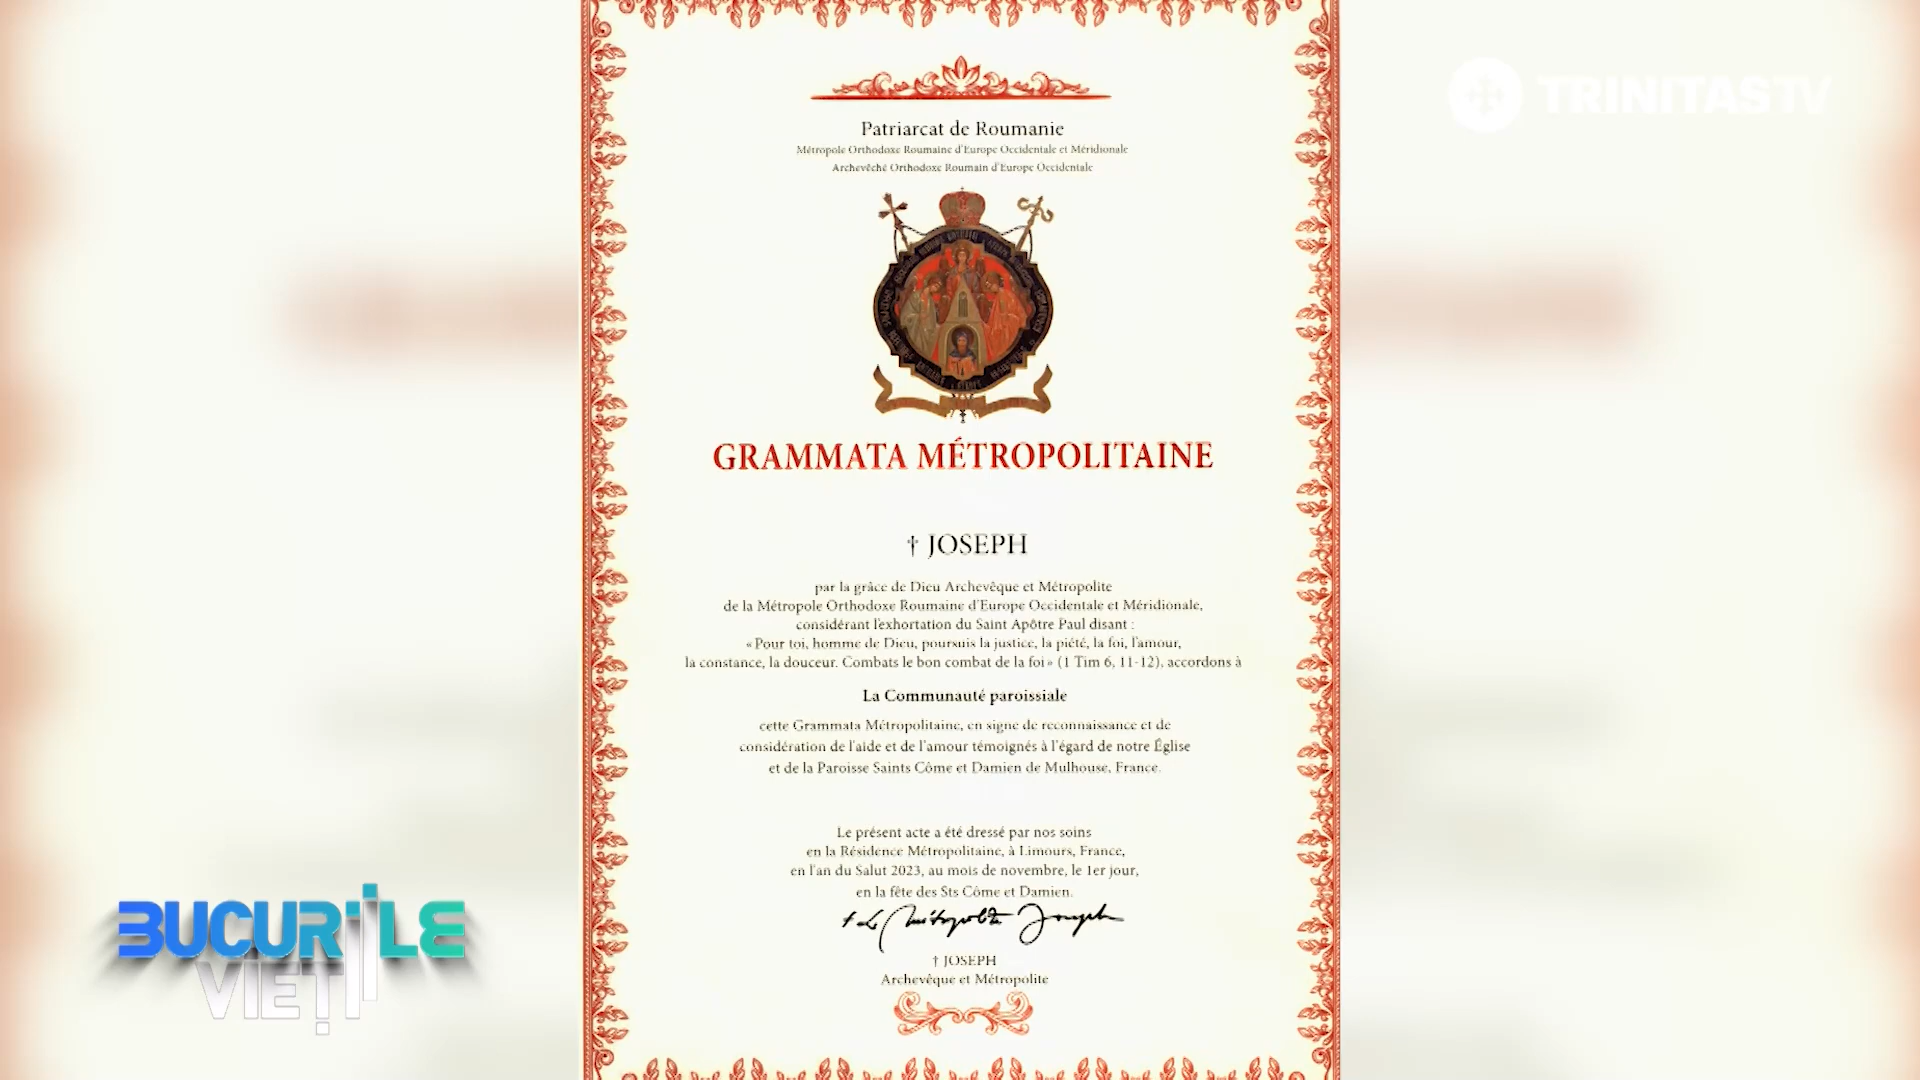 TRINITAS TV
Patriarcat de Roumanie
Métropole Orthodoxe Roumaine d'Europe Occidentale et Méridionale
Archevêché Orthodoxe Roumain d'Europe Occidentale
GRAMMATA MÉTROPOLITAINE
† JOSEPH
par la grâce de Dieu Archevêque et Métropolite
de la Métropole Orthodoxe Roumaine d'Europe Occidentale et Méridionale,
considérant l'exhortation du Saint Apôtre Paul disant :
«Pour toi, homme de Dieu, poursuis la justice, la piété, la foi, l'amour,
la constance, la douceur. Combats le bon combat de la foi» (1 Tim 6, 11-12), accordons à
La Communauté paroissiale
cette Grammata Métropolitaine, en signe de reconnaissance et de
considération de l'aide et de l'amour témoignés à l'égard de notre Église
et de la Paroisse Saints Côme et Damien de Mulhouse, France.
Le présent acte a été dressé par nos soins
en la Résidence Métropolitaine, à Limours, France,
en l'an du Salut 2023, au mois de novembre, le 1er jour,
en la fête des Sts Côme et Damien.
Métropolite Joseph
† JOSEPH
Archevêque et Métropolite
BUCURIILE
VIEȚII